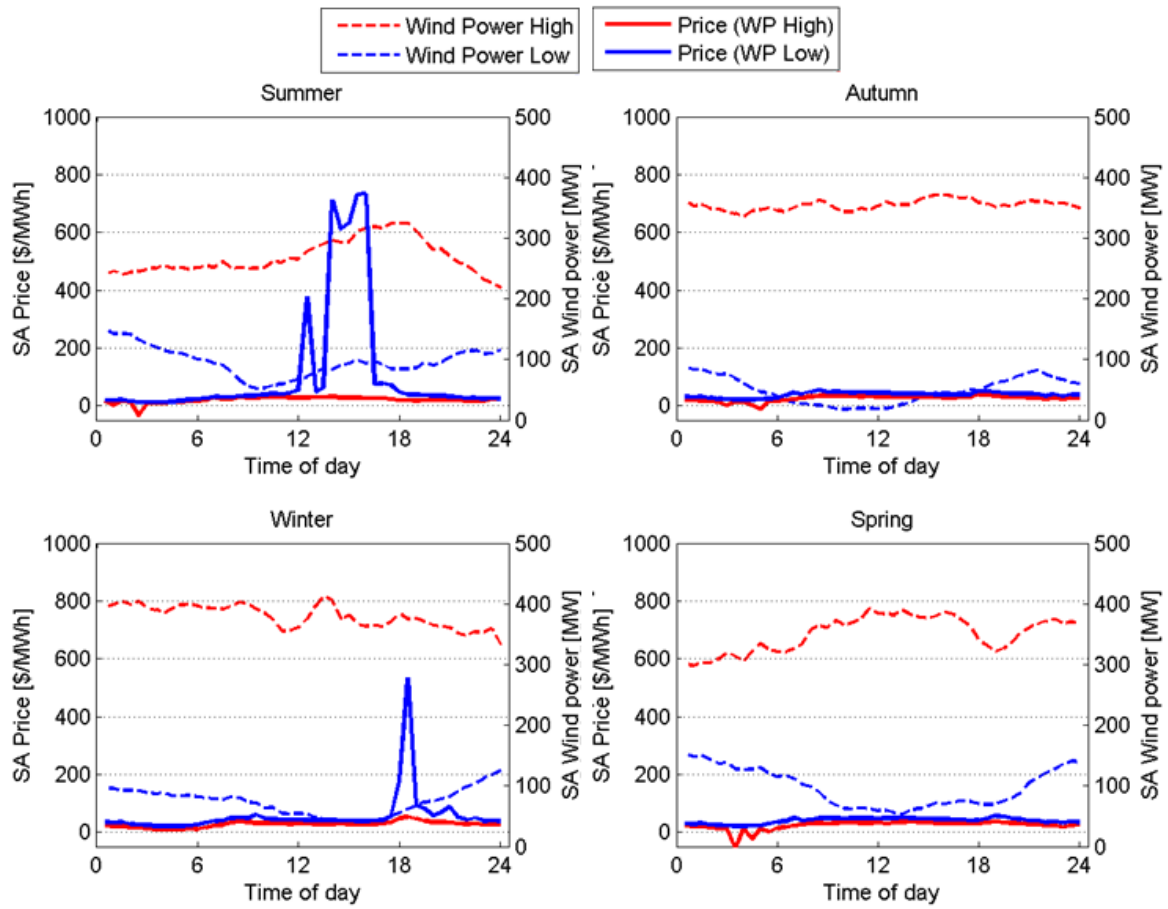 Wind Power High
Wind Power Low
Price (WP High)
Price (WP Low)
Summer
1000
800
600
400
200
0
500
400
300
200
100
0
0 6 12 18 24
SA Price [$/MWh]
SA Wind power [MW]
Time of day
Autumn
1000
800
600
400
200
0
500
400
300
200
100
0
0 6 12 18 24
SA Price [$/MWh]
SA Wind power [MW]
Time of day
Winter
1000
800
600
400
200
0
500
400
300
200
100
0
0 6 12 18 24
SA Price [$/MWh]
SA Wind power [MW]
Time of day
Spring
1000
800
600
400
200
0
500
400
300
200
100
0
0 6 12 18 24
SA Price [$/MWh]
SA Wind power [MW]
Time of day